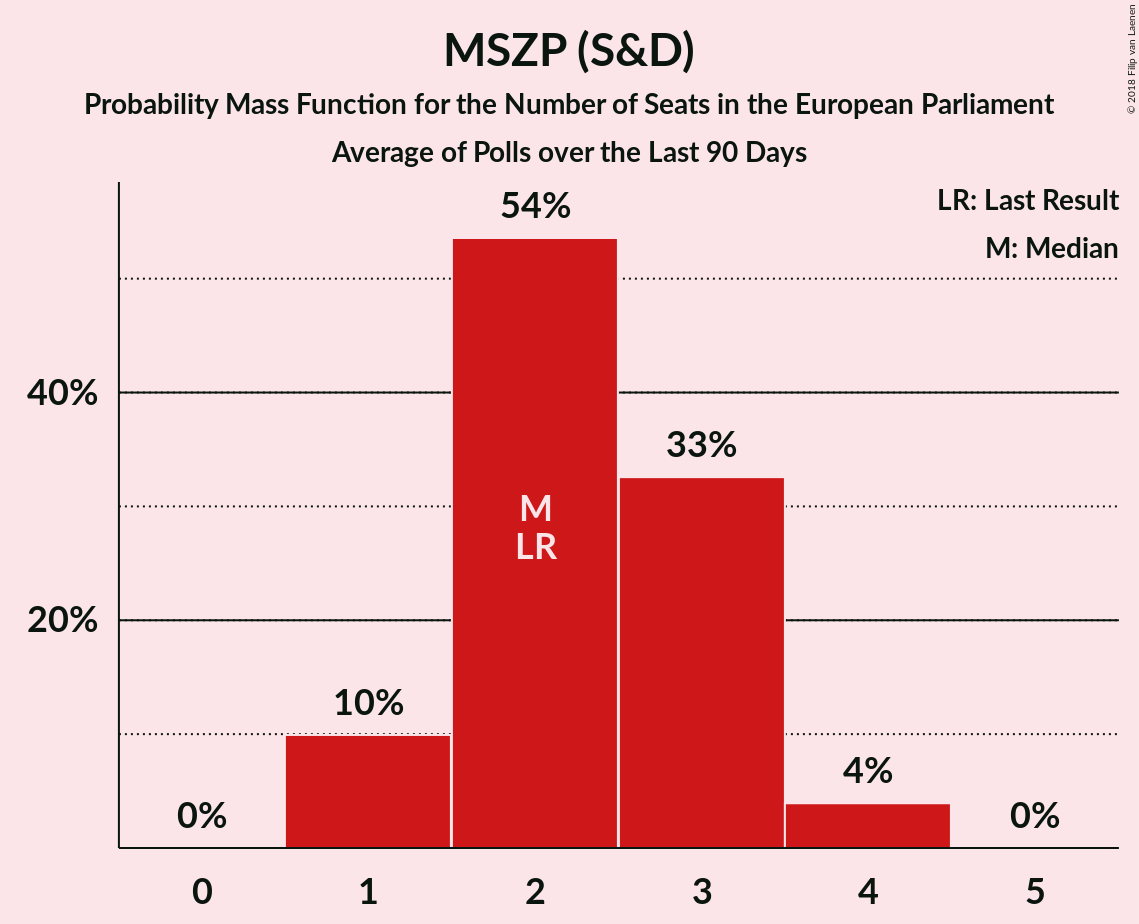 MSZP (S&D)
Probability Mass Function for the Number of Seats in the European Parliament
Average of Polls over the Last 90 Days
© 2018 Filip van Laenen
LR: Last Result
M: Median
54%
40%
33%
M
LR
20%
10%
4%
0%
0%
0 1 2 3 4 5